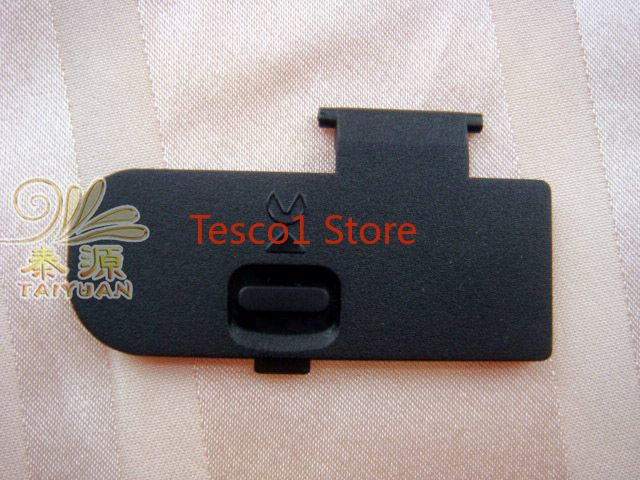 Tesco1 Store
泰源
TAIYUAN